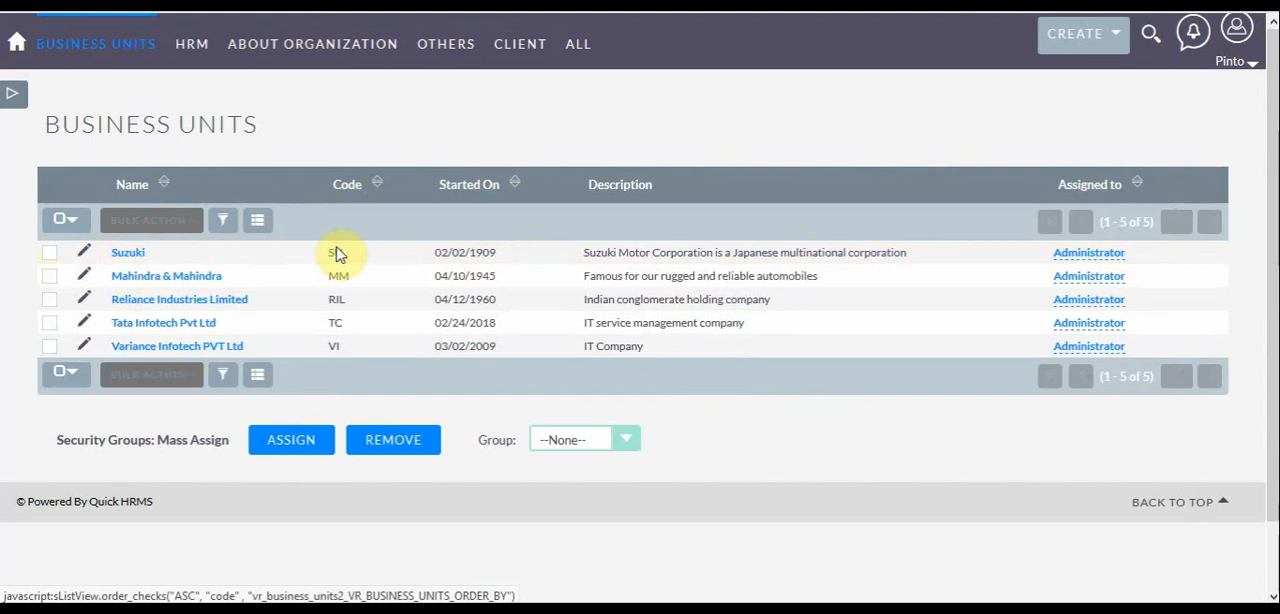 BUSINESS UNITS HRM ABOUT ORGANIZATION OTHERS CLIENT ALL CREATE
Pinto
BUSINESS UNITS
Name Code Started On Description Assigned to
BULK ACTION (1 - 5 of 5)
Suzuki 02/02/1909 Suzuki Motor Corporation is a Japanese multinational corporation Administrator
Mahindra & Mahindra MM 04/10/1945 Famous for our rugged and reliable automobiles Administrator
Reliance Industries Limited RIL 04/12/1960 Indian conglomerate holding company Administrator
Tata Infotech Pvt Ltd TC 02/24/2018 IT service management company Administrator
Variance Infotech PVT Ltd VI 03/02/2009 IT Company Administrator
BULK ACTION (1 - 5 of 5)
Security Groups: Mass Assign ASSIGN REMOVE Group: --None--
© Powered By Quick HRMS BACK TO TOP
javascript:sListView.order_checks("ASC", "code" , "vr_business_units2_VR_BUSINESS_UNITS_ORDER_BY")